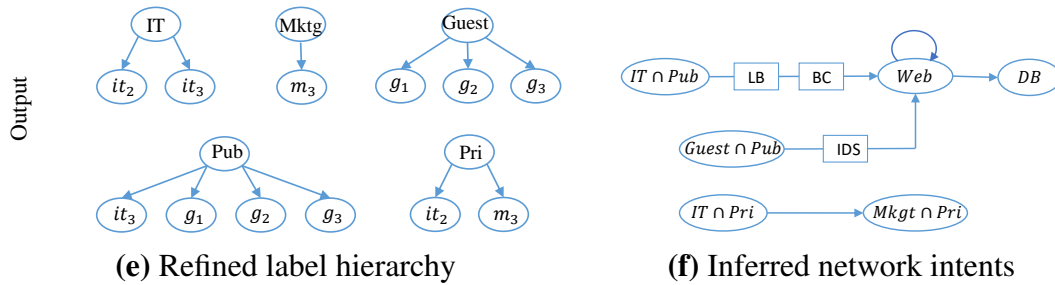 Output
IT
Mktg
Guest
it₂
it₃
m₃
g₁
g₂
g₃
Pub
Pri
it₃
g₁
g₂
g₃
it₂
m₃
(e) Refined label hierarchy
IT ∩ Pub
LB
BC
Web
DB
Guest ∩ Pub
IDS
IT ∩ Pri
Mkgt ∩ Pri
(f) Inferred network intents